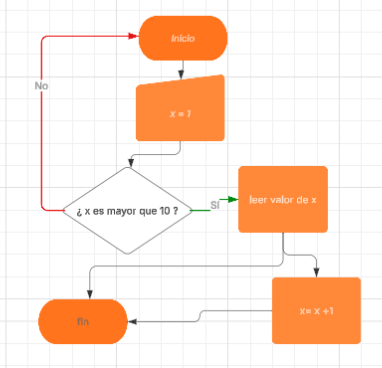 Inicio
x = 1
No
¿ x es mayor que 10 ?
SI
leer valor de x
x= x +1
fin